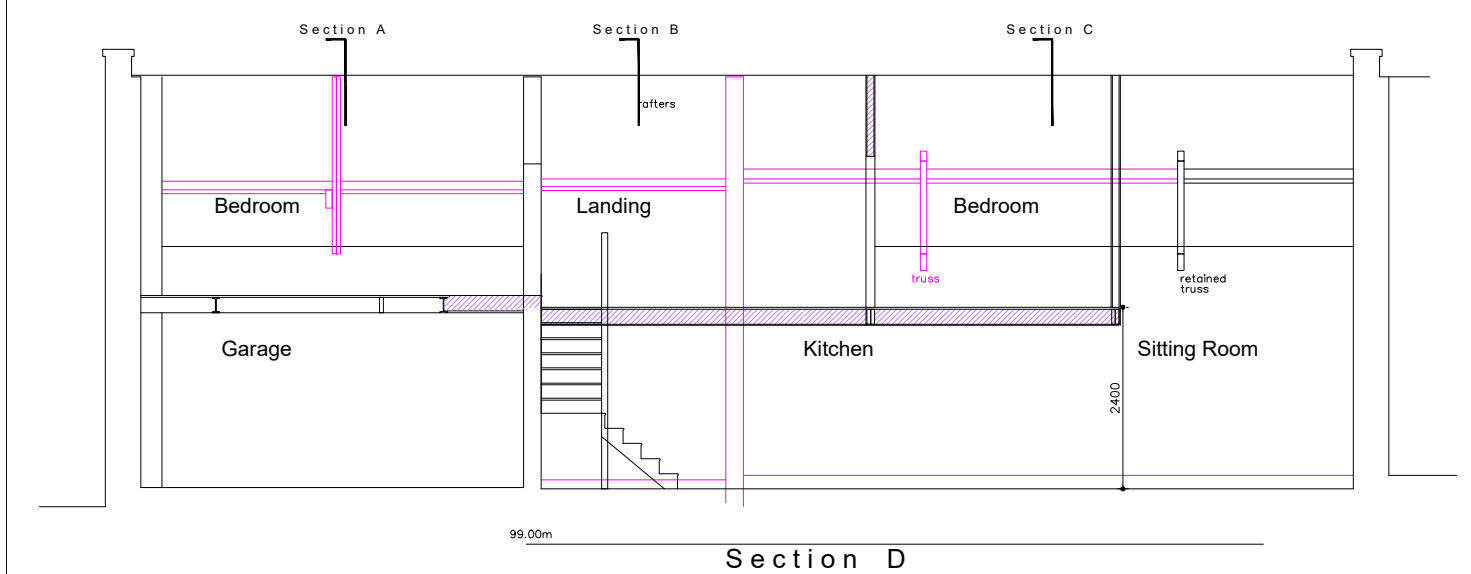 Section A
Section B
Section C
rafters
Bedroom
Landing
Bedroom
truss
retained
truss
Garage
Kitchen
Sitting Room
2400
99.00m
Section D